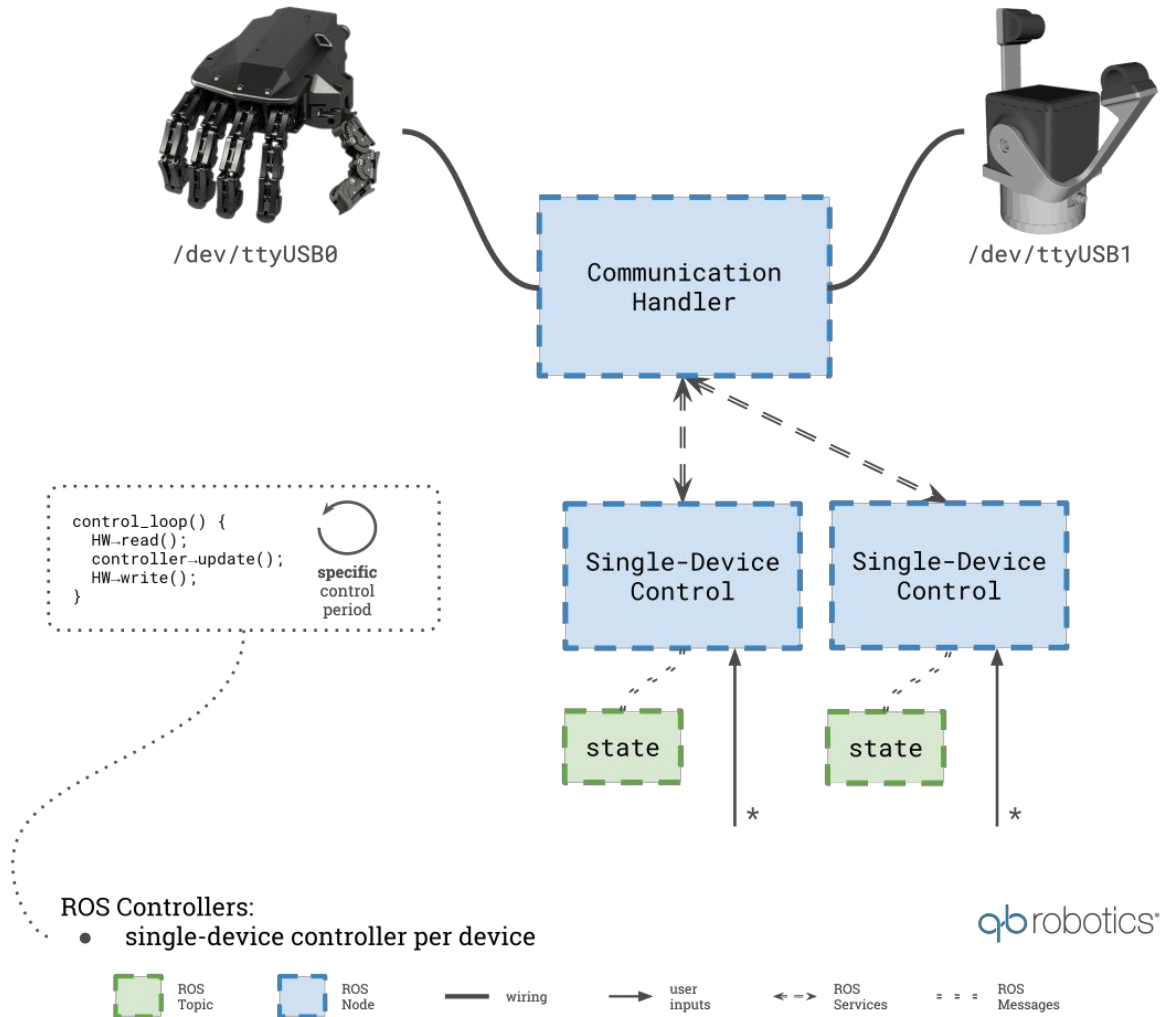 /dev/ttyUSB0
/dev/ttyUSB1
Communication
Handler
control_loop() {
HW→read();
controller→update();
HW→write();
}
specific
control
period
Single-Device
Control
Single-Device
Control
state
state
*
*
ROS Controllers:
● single-device controller per device
qbrobotics®
ROS
Topic
ROS
Node
wiring
user
inputs
ROS
Services
ROS
Messages